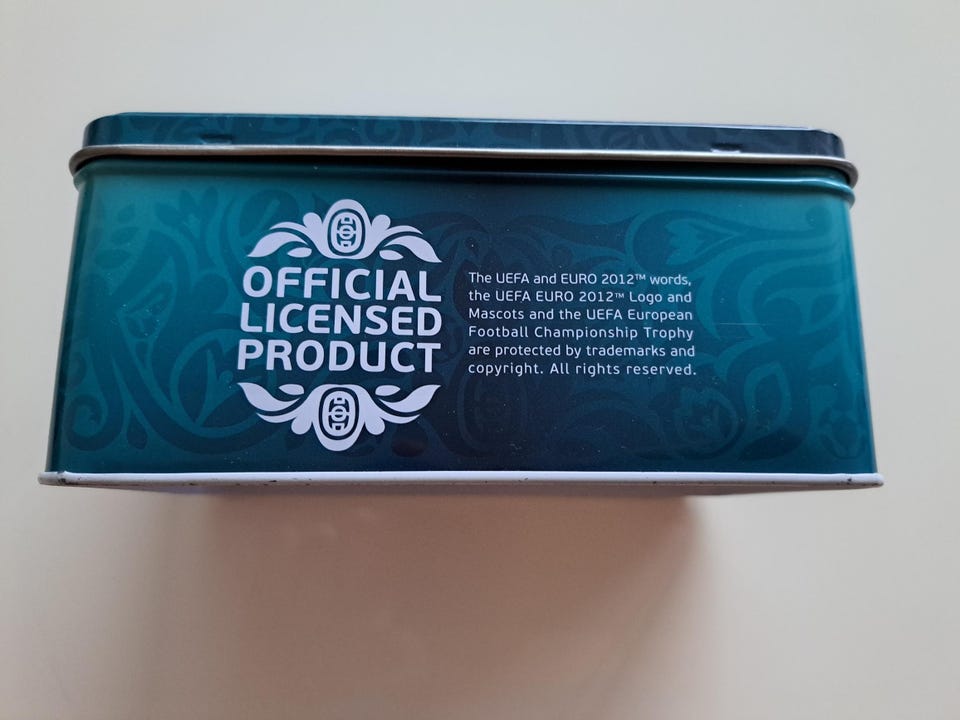 OFFICIAL
LICENSED
PRODUCT
The UEFA and EURO 2012™ words,
the UEFA EURO 2012™ Logo and
Mascots and the UEFA European
Football Championship Trophy
are protected by trademarks and
copyright. All rights reserved.